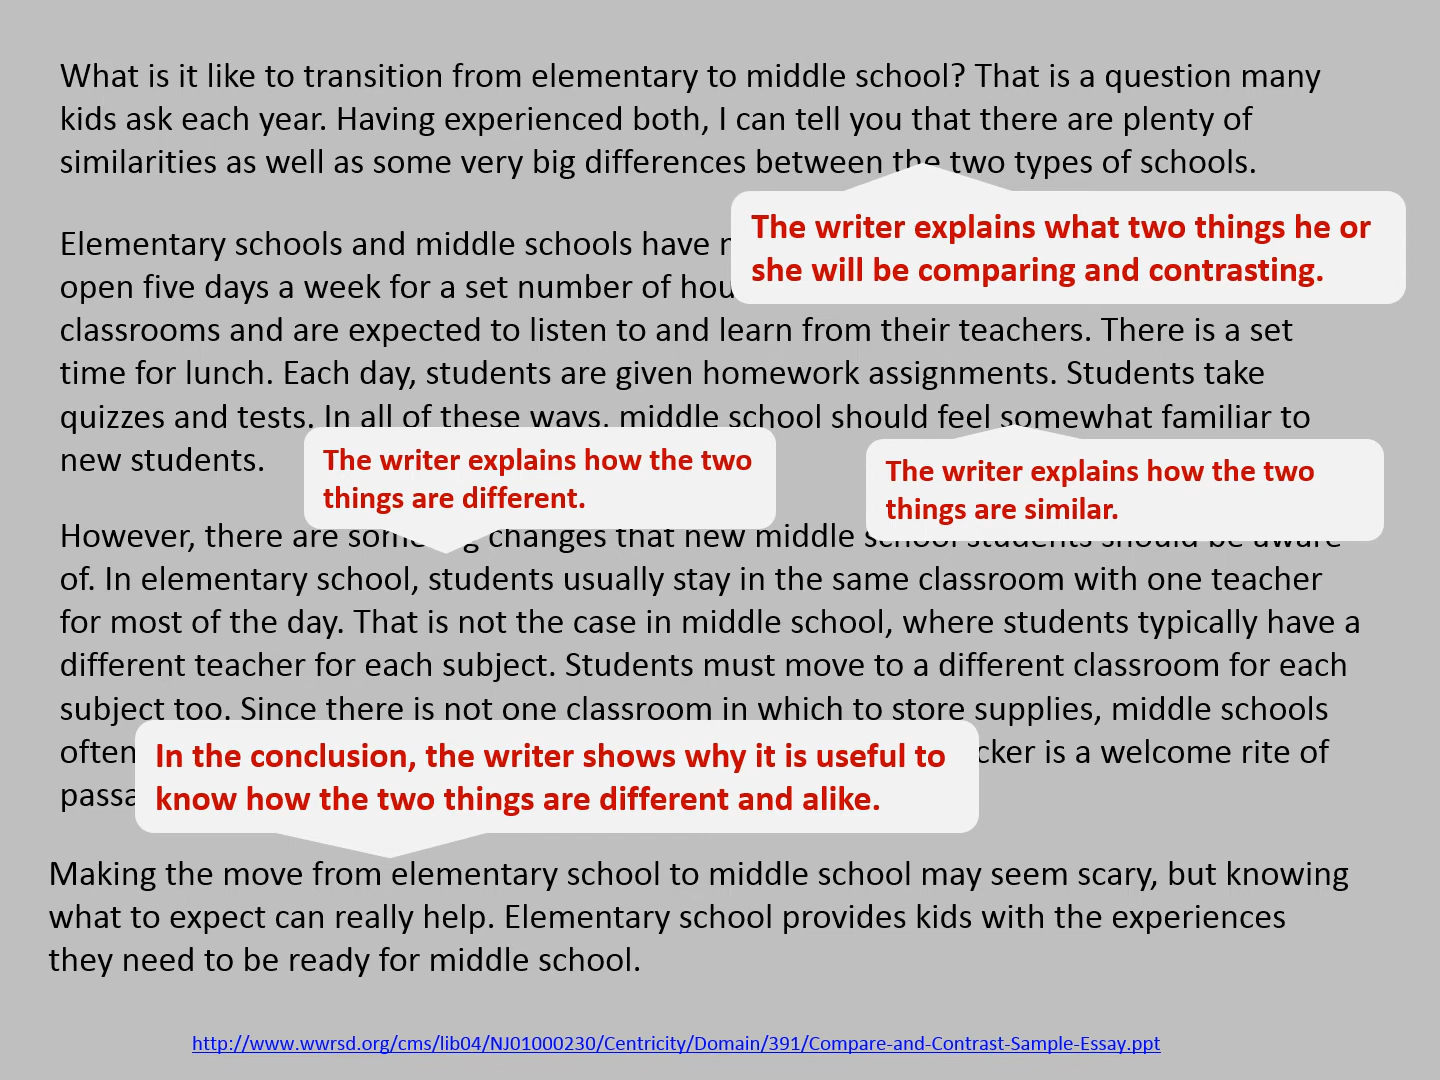 What is it like to transition from elementary to middle school? That is a question many
kids ask each year. Having experienced both, I can tell you that there are plenty of
similarities as well as some very big differences between the two types of schools.
The writer explains what two things he or
she will be comparing and contrasting.
Elementary schools and middle schools have
open five days a week for a set number of
classrooms and are expected to listen to and learn from their teachers. There is a set
time for lunch. Each day, students are given homework assignments. Students take
quizzes and tests. In all of these ways, middle school should feel somewhat familiar to
new students.
The writer explains how the two
things are different.
The writer explains how the two
things are similar.
However, there are some changes that new middle school students should be aware
of. In elementary school, students usually stay in the same classroom with one teacher
for most of the day. That is not the case in middle school, where students typically have a
different teacher for each subject. Students must move to a different classroom for each
subject too. Since there is not one classroom in which to store supplies, middle schools
often is a welcome rite of
In the conclusion, the writer shows why it is useful to
know how the two things are different and alike.
Making the move from elementary school to middle school may seem scary, but knowing
what to expect can really help. Elementary school provides kids with the experiences
they need to be ready for middle school.
http://www.wwrsd.org/cms/lib04/NJ01000230/Centricity/Domain/391/Compare-and-Contrast-Sample-Essay.ppt